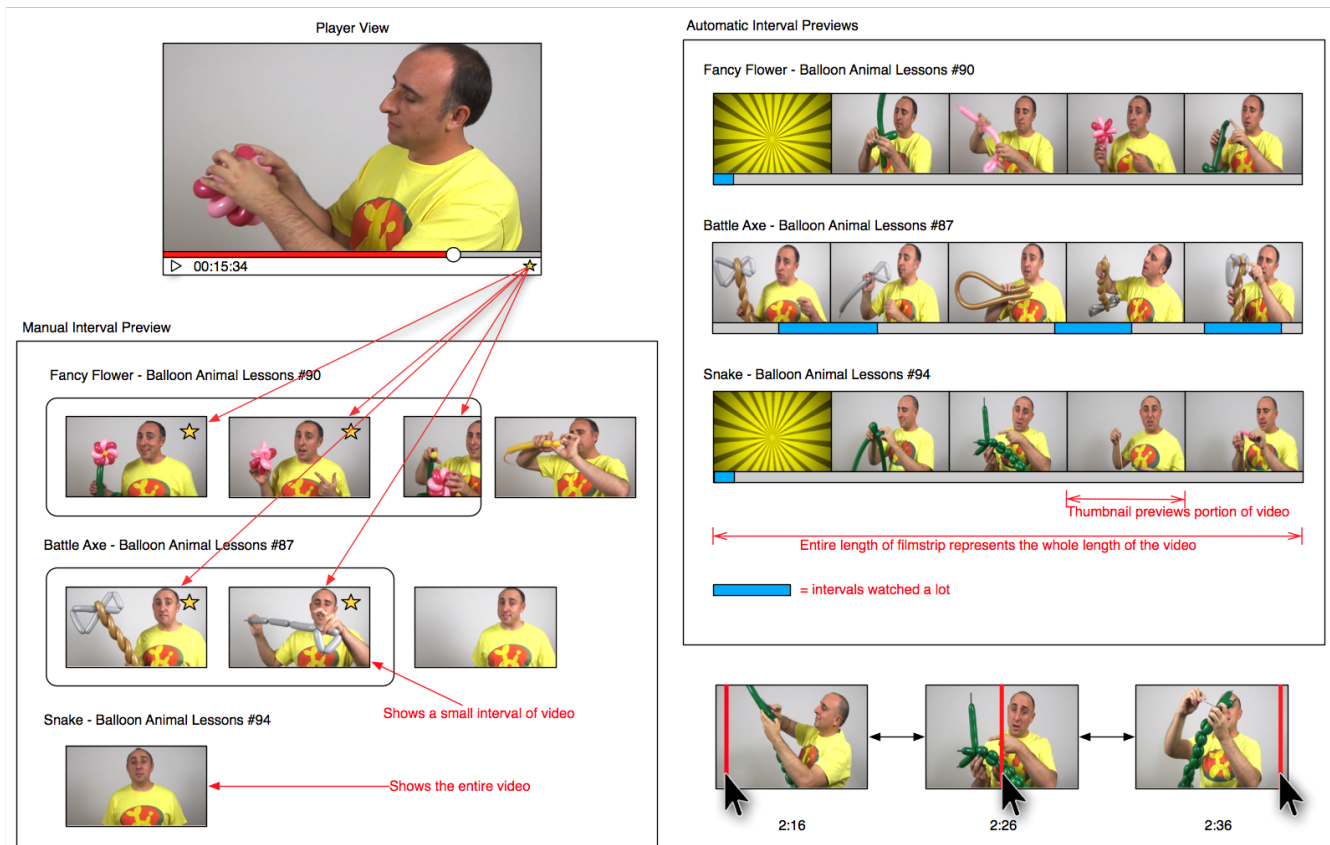 Player View
00:15:34
Manual Interval Preview
Fancy Flower - Balloon Animal Lessons #90
Battle Axe - Balloon Animal Lessons #87
Shows a small interval of video
Snake - Balloon Animal Lessons #94
Shows the entire video
Automatic Interval Previews
Fancy Flower - Balloon Animal Lessons #90
Battle Axe - Balloon Animal Lessons #87
Snake - Balloon Animal Lessons #94
Thumbnail previews portion of video
Entire length of filmstrip represents the whole length of the video
= intervals watched a lot
2:16
2:26
2:36